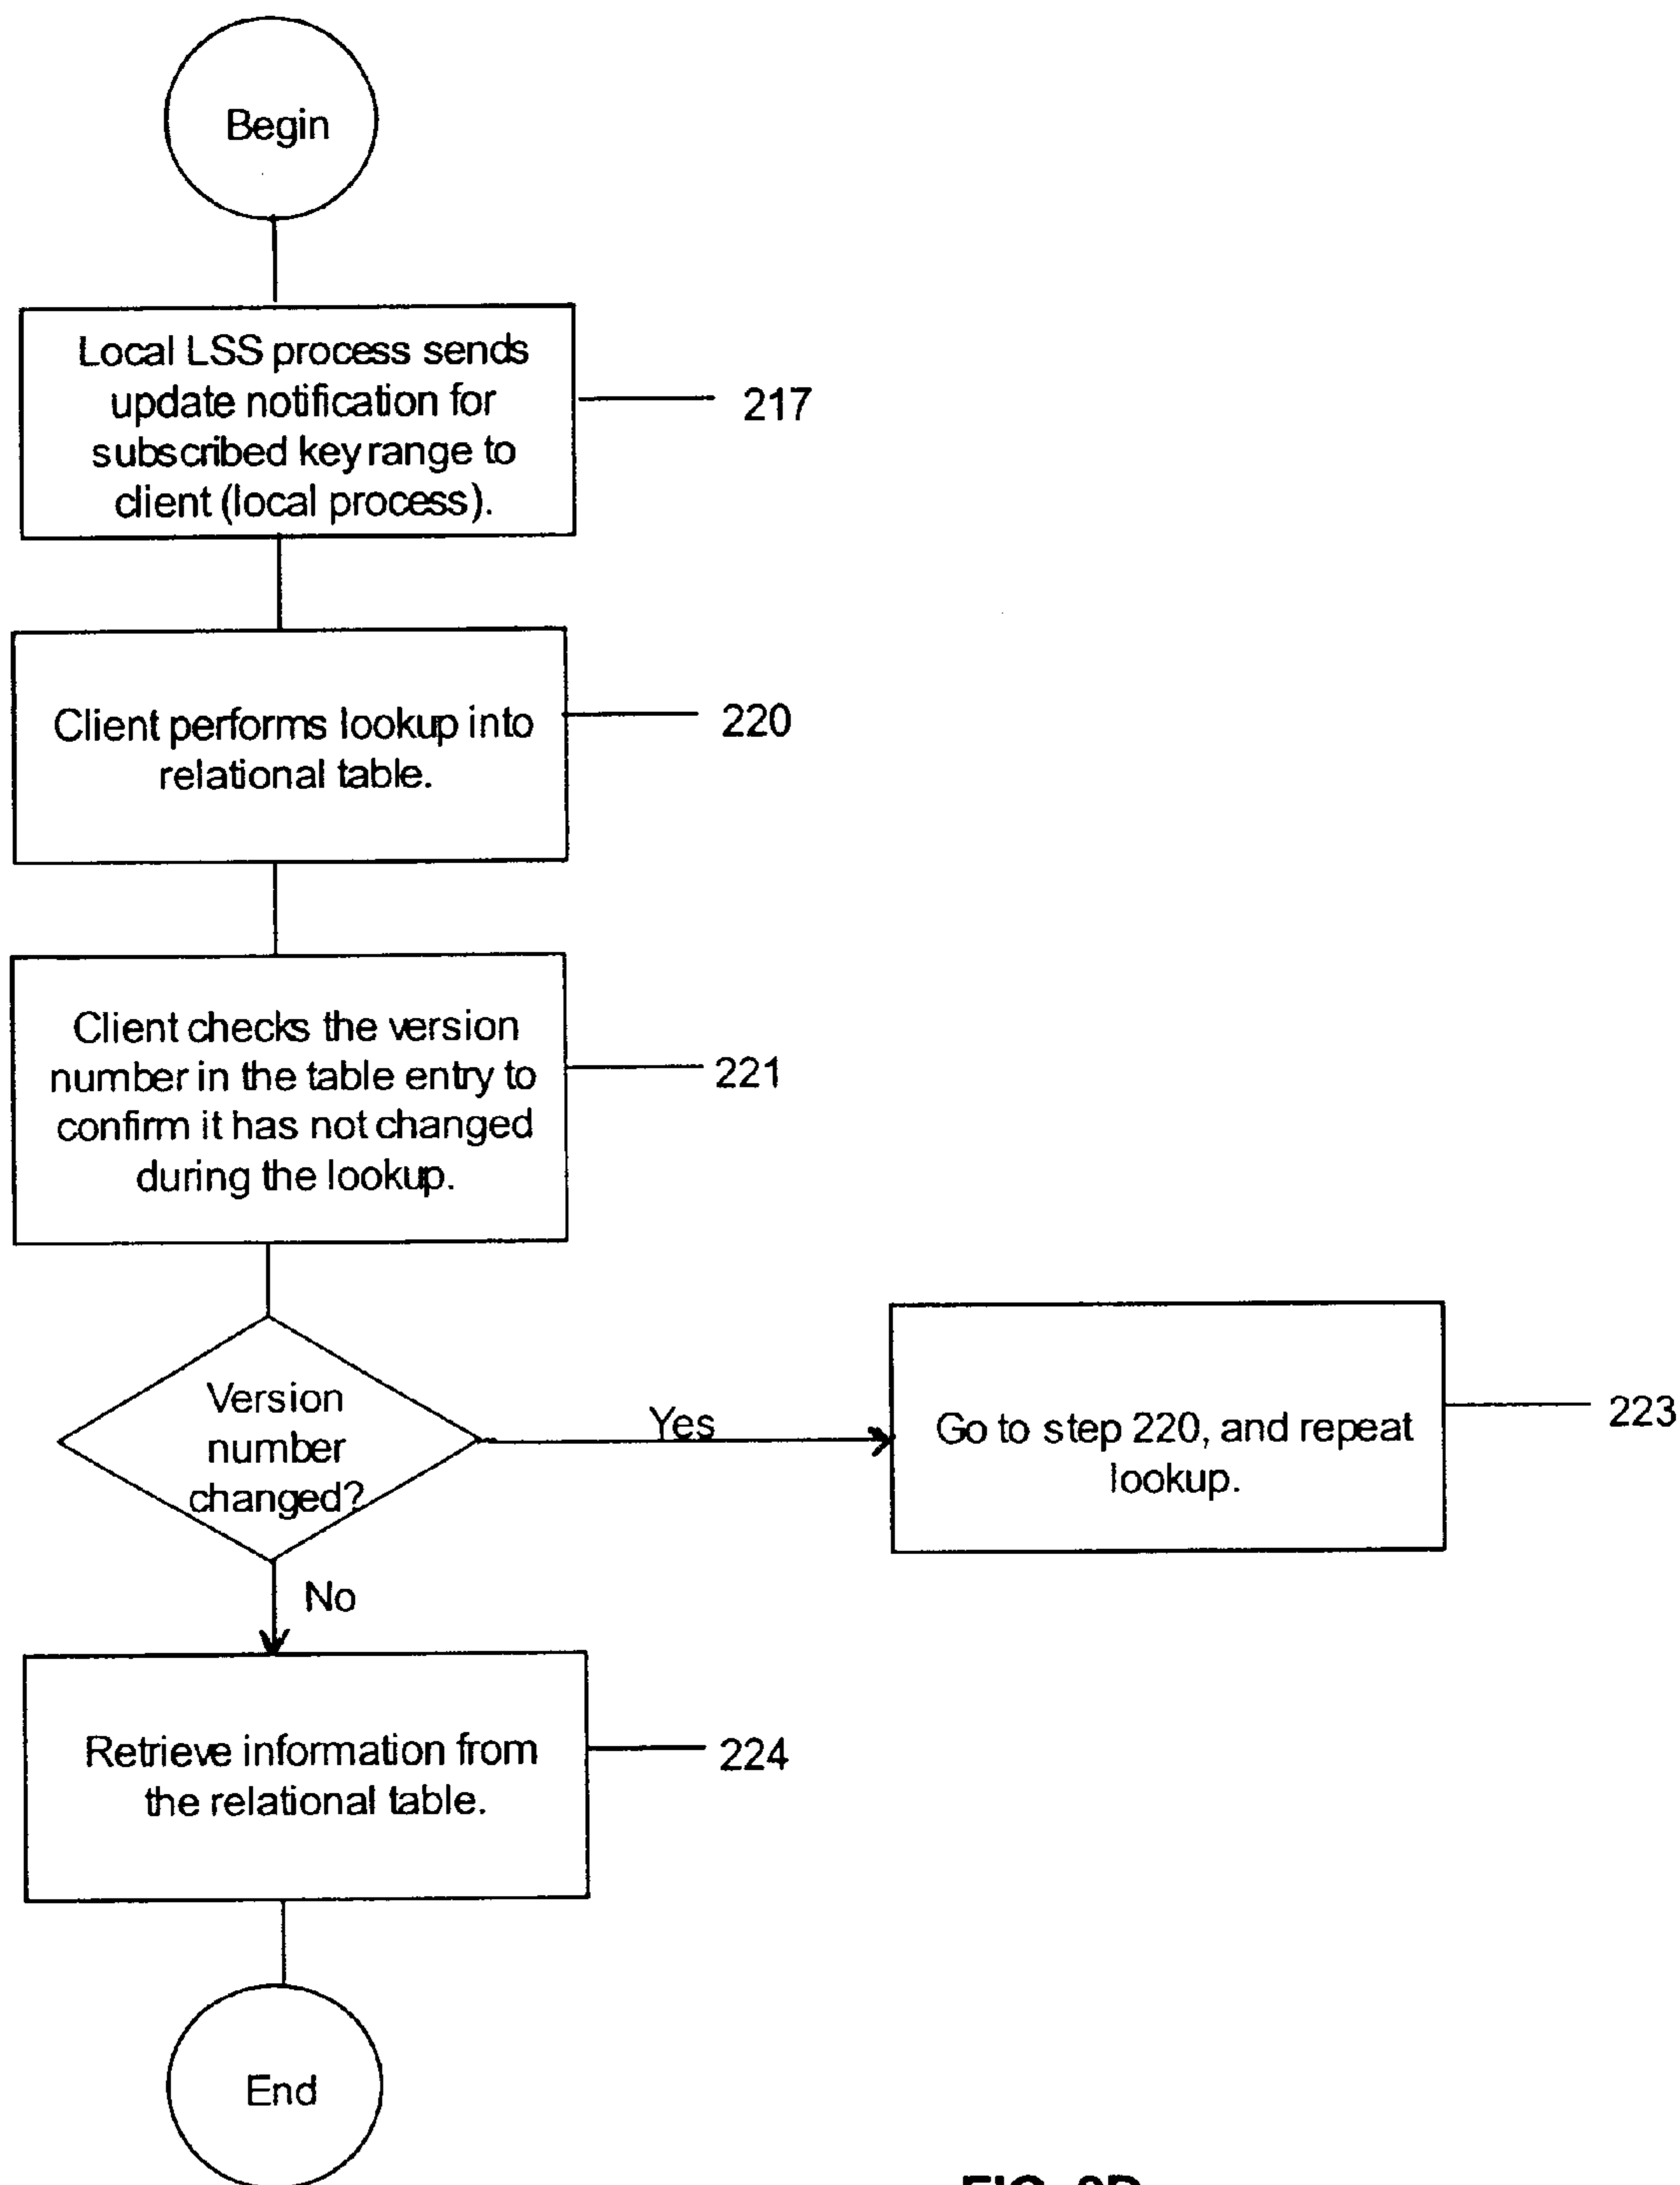 Begin
Local LSS process sends
update notification for
subscribed key range to
client (local process).
217
Client performs lookup into
relational table.
220
Client checks the version
number in the table entry to
confirm it has not changed
during the lookup.
221
Version
number
changed?
Yes
Go to step 220, and repeat
lookup.
223
No
Retrieve information from
the relational table.
224
End